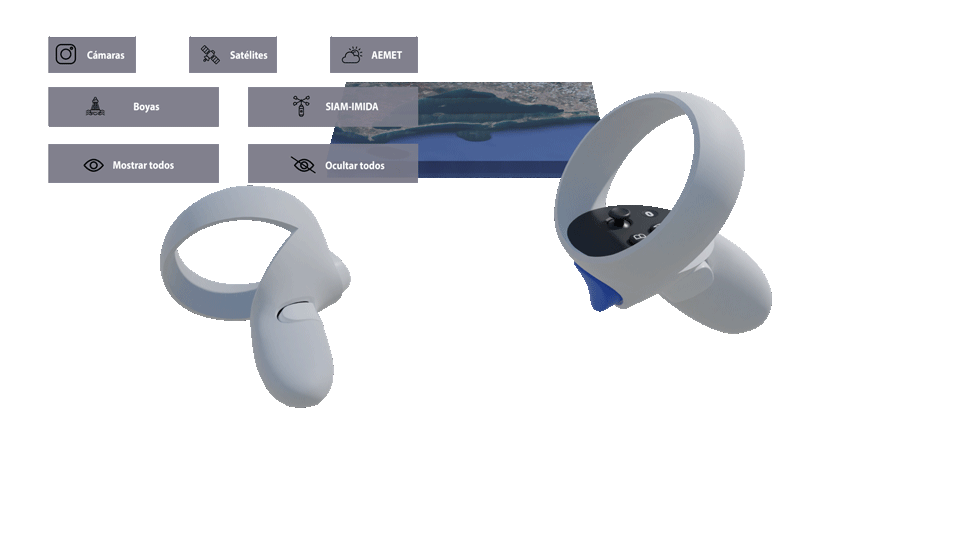 Cámaras
Satélites
AEMET
Boyas
SIAM-IMIDA
Mostrar todos
Ocultar todos